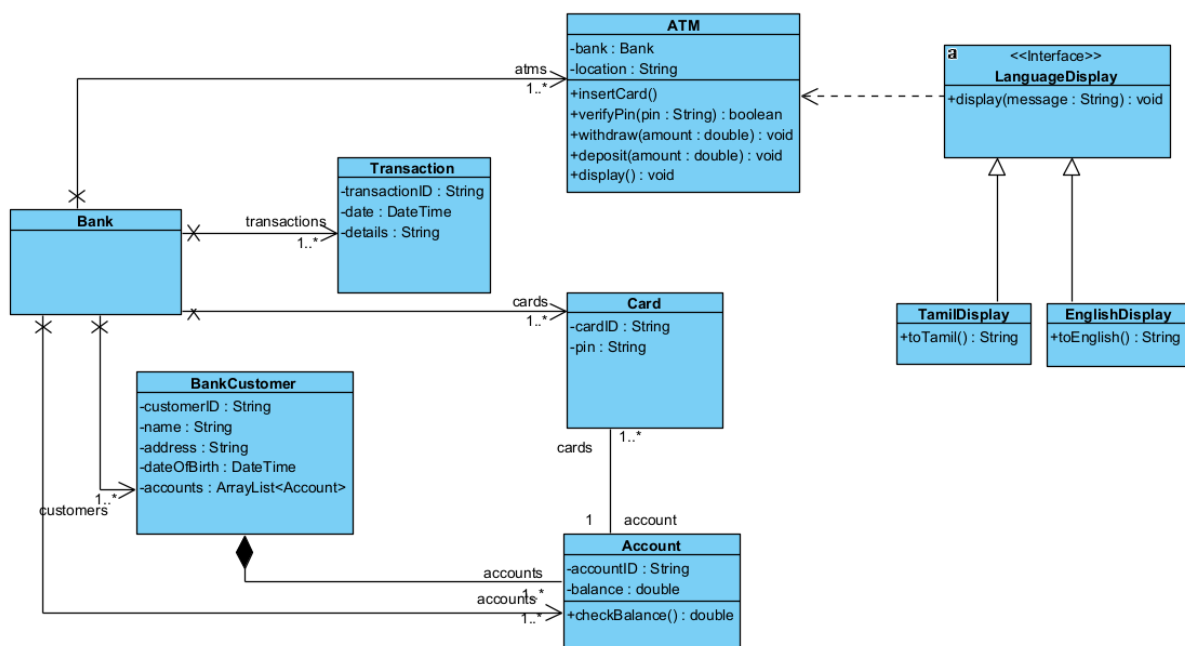 ATM
-bank : Bank
-location : String
+insertCard()
+verifyPin(pin : String) : boolean
+withdraw(amount : double) : void
+deposit(amount : double) : void
+display() : void
a
<<Interface>>
LanguageDisplay
+display(message : String) : void
atms
1..*
Transaction
-transactionID : String
-date : DateTime
-details : String
Bank
transactions
1..*
cards
1..*
Card
-cardID : String
-pin : String
TamilDisplay
+toTamil() : String
EnglishDisplay
+toEnglish() : String
BankCustomer
-customerID : String
-name : String
-address : String
-dateOfBirth : DateTime
-accounts : ArrayList<Account>
1..*
customers
1..*
cards
1
account
Account
-accountID : String
-balance : double
+checkBalance() : double
accounts
1..*
accounts
1..*